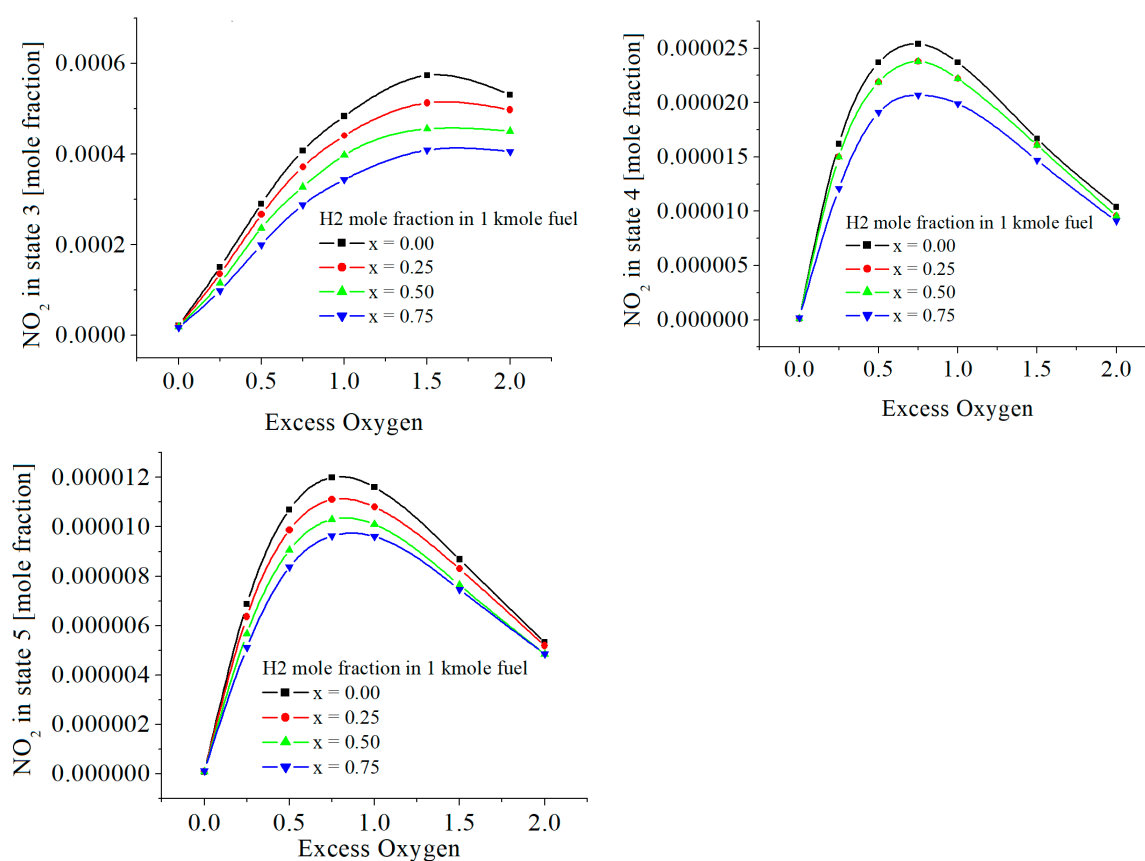 NO2 in state 3 [mole fraction]
0.0006
0.0004
0.0002
0.0000
H2 mole fraction in 1 kmole fuel
x = 0.00
x = 0.25
x = 0.50
x = 0.75
0.0 0.5 1.0 1.5 2.0
Excess Oxygen
NO2 in state 4 [mole fraction]
0.000025
0.000020
0.000015
0.000010
0.000005
0.000000
H2 mole fraction in 1 kmole fuel
x = 0.00
x = 0.25
x = 0.50
x = 0.75
0.0 0.5 1.0 1.5 2.0
Excess Oxygen
NO2 in state 5 [mole fraction]
0.000012
0.000010
0.000008
0.000006
0.000004
0.000002
0.000000
H2 mole fraction in 1 kmole fuel
x = 0.00
x = 0.25
x = 0.50
x = 0.75
0.0 0.5 1.0 1.5 2.0
Excess Oxygen